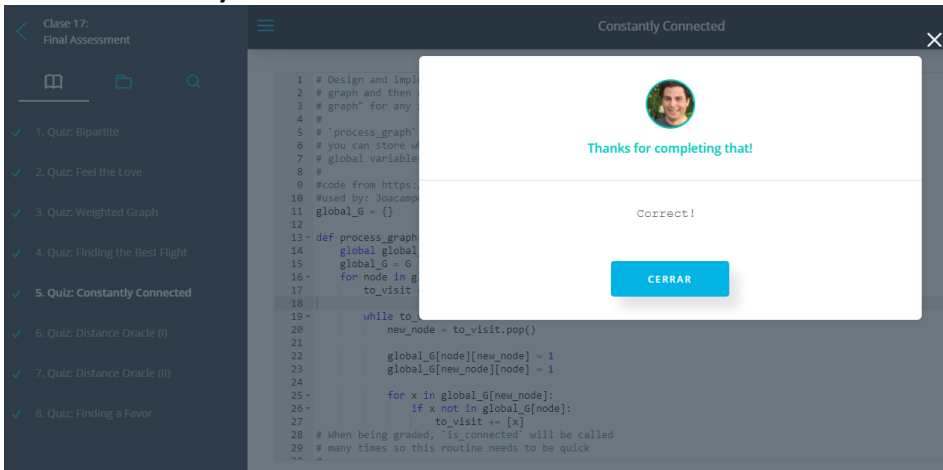 Clase 17:
Final Assessment
Constantly Connected
1. Quiz: Bipartite
2. Quiz: Feel the Love
3. Quiz: Weighted Graph
4. Quiz: Finding the Best Flight
5. Quiz: Constantly Connected
6. Quiz: Distance Oracle (I)
7. Quiz: Distance Oracle (II)
8. Quiz: Finding a Favor
1 # Design and impl
2 # graph and then
3 # graph" for any
4 #
5 # `process_graph`
6 # you can store w
7 # global variable
8 #
9 #code from https:
10 #used by: Joacamp
11 global_G = {}
12
13 def process_graph
14 global global
15 global_G = G
16 for node in g
17 to_visit
18
19 while to_
20 new_node = to_visit.pop()
21
22 global_G[node][new_node] = 1
23 global_G[new_node][node] = 1
24
25 for x in global_G[new_node]:
26 if x not in global_G[node]:
27 to_visit += [x]
28 # When being graded, `is_connected` will be called
29 # many times so this routine needs to be quick
Thanks for completing that!
Correct!
CERRAR